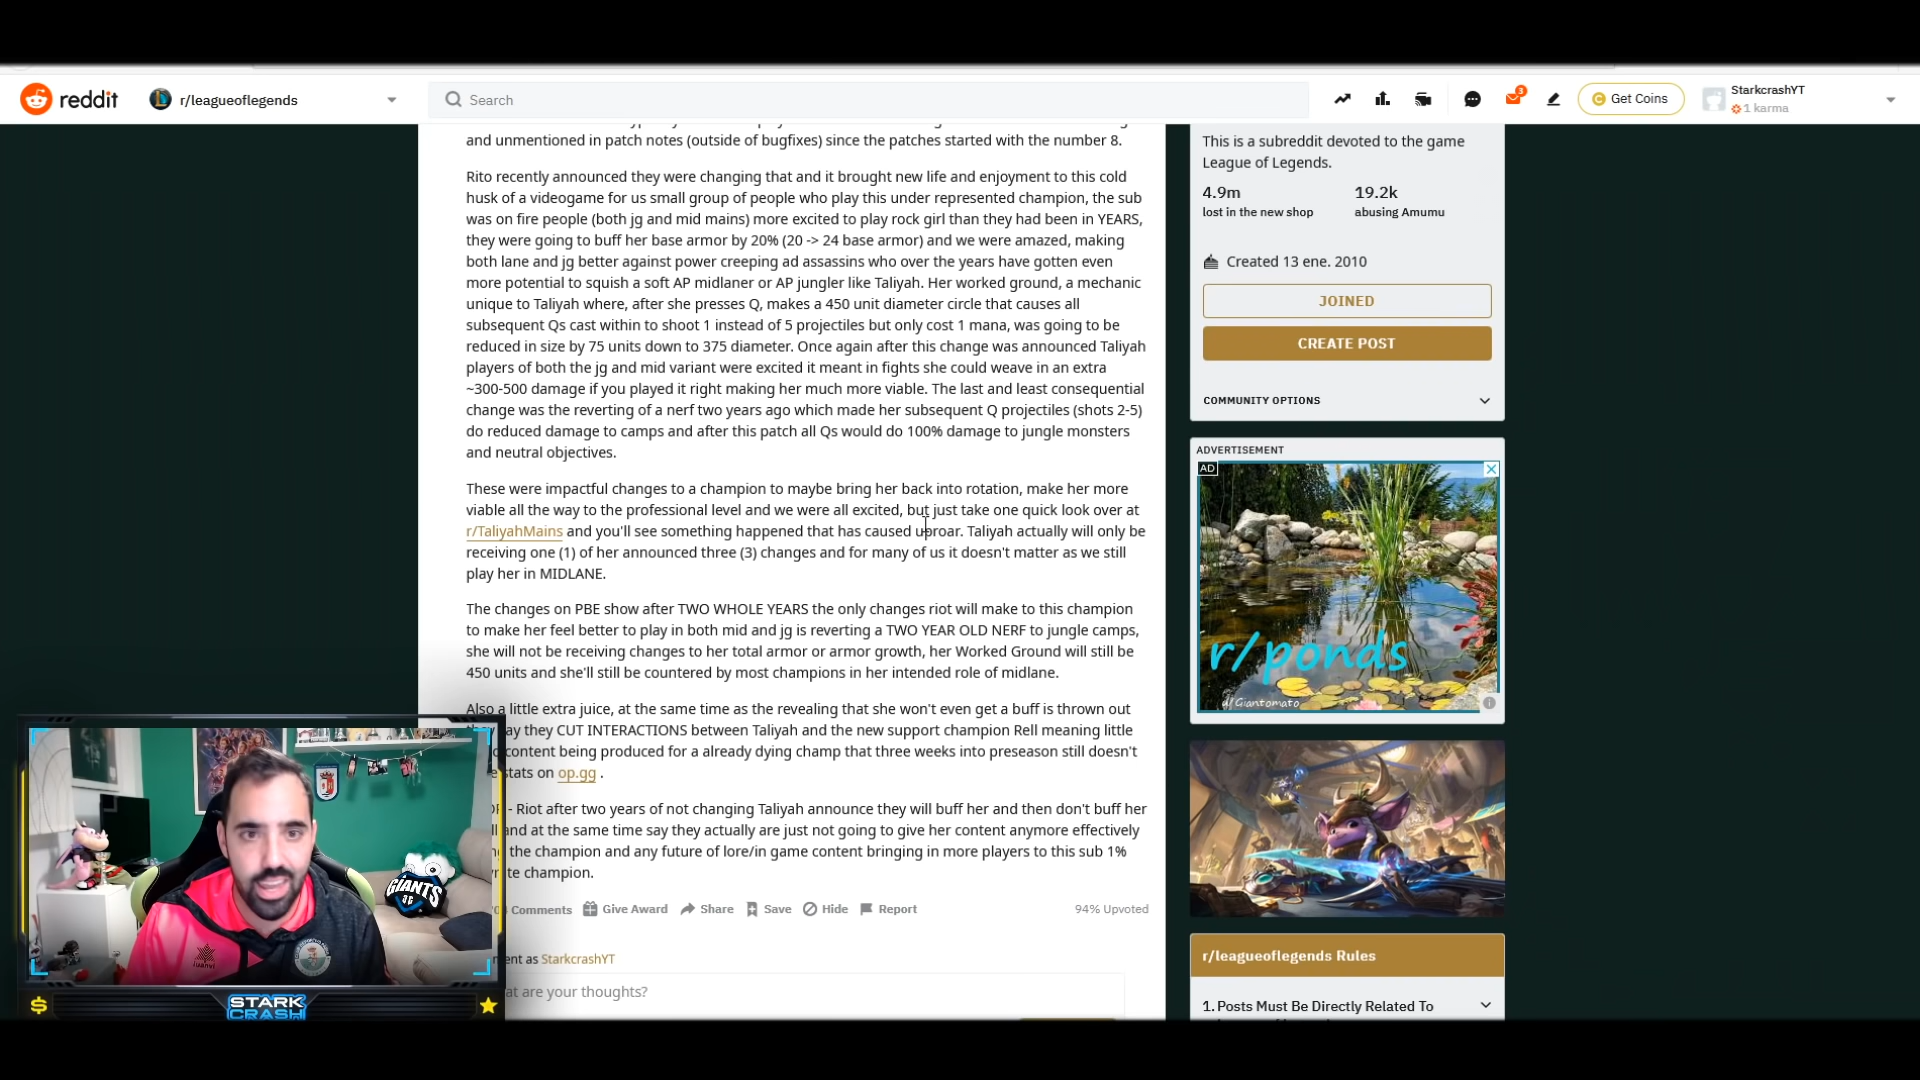 reddit
r/leagueoflegends
Search
Get Coins
StarkcrashYT
1 karma
3
and unmentioned in patch notes (outside of bugfixes) since the patches started with the number 8.
Rito recently announced they were changing that and it brought new life and enjoyment to this cold
husk of a videogame for us small group of people who play this under represented champion, the sub
was on fire people (both jg and mid mains) more excited to play rock girl than they had been in YEARS,
they were going to buff her base armor by 20% (20 -> 24 base armor) and we were amazed, making
both lane and jg better against power creeping ad assassins who over the years have gotten even
more potential to squish a soft AP midlaner or AP jungler like Taliyah. Her worked ground, a mechanic
unique to Taliyah where, after she presses Q, makes a 450 unit diameter circle that causes all
subsequent Qs cast within to shoot 1 instead of 5 projectiles but only cost 1 mana, was going to be
reduced in size by 75 units down to 375 diameter. Once again after this change was announced Taliyah
players of both the jg and mid variant were excited it meant in fights she could weave in an extra
~300-500 damage if you played it right making her much more viable. The last and least consequential
change was the reverting of a nerf two years ago which made her subsequent Q projectiles (shots 2-5)
do reduced damage to camps and after this patch all Qs would do 100% damage to jungle monsters
and neutral objectives.
These were impactful changes to a champion to maybe bring her back into rotation, make her more
viable all the way to the professional level and we were all excited, but just take one quick look over at
r/TaliyahMains and you'll see something happened that has caused uproar. Taliyah actually will only be
receiving one (1) of her announced three (3) changes and for many of us it doesn't matter as we still
play her in MIDLANE.
The changes on PBE show after TWO WHOLE YEARS the only changes riot will make to this champion
to make her feel better to play in both mid and jg is reverting a TWO YEAR OLD NERF to jungle camps,
she will not be receiving changes to her total armor or armor growth, her Worked Ground will still be
450 units and she'll still be countered by most champions in her intended role of midlane.
Also a little extra juice, at the same time as the revealing that she won't even get a buff is thrown out
ay they CUT INTERACTIONS between Taliyah and the new support champion Rell meaning little
content being produced for a already dying champ that three weeks into preseason still doesn't
stats on op.gg .
- Riot after two years of not changing Taliyah announce they will buff her and then don't buff her
and at the same time say they actually are just not going to give her content anymore effectively
the champion and any future of lore/in game content bringing in more players to this sub 1%
te champion.
Comments
Give Award
Share
Save
Hide
Report
94% Upvoted
ent as StarkcrashYT
at are your thoughts?
This is a subreddit devoted to the game
League of Legends.
4.9m
19.2k
lost in the new shop
abusing Amumu
Created 13 ene. 2010
JOINED
CREATE POST
COMMUNITY OPTIONS
ADVERTISEMENT
AD
r/ponds
u/Giantomato
r/leagueoflegends Rules
1. Posts Must Be Directly Related To
GIANTS
STARK
CRASH
$